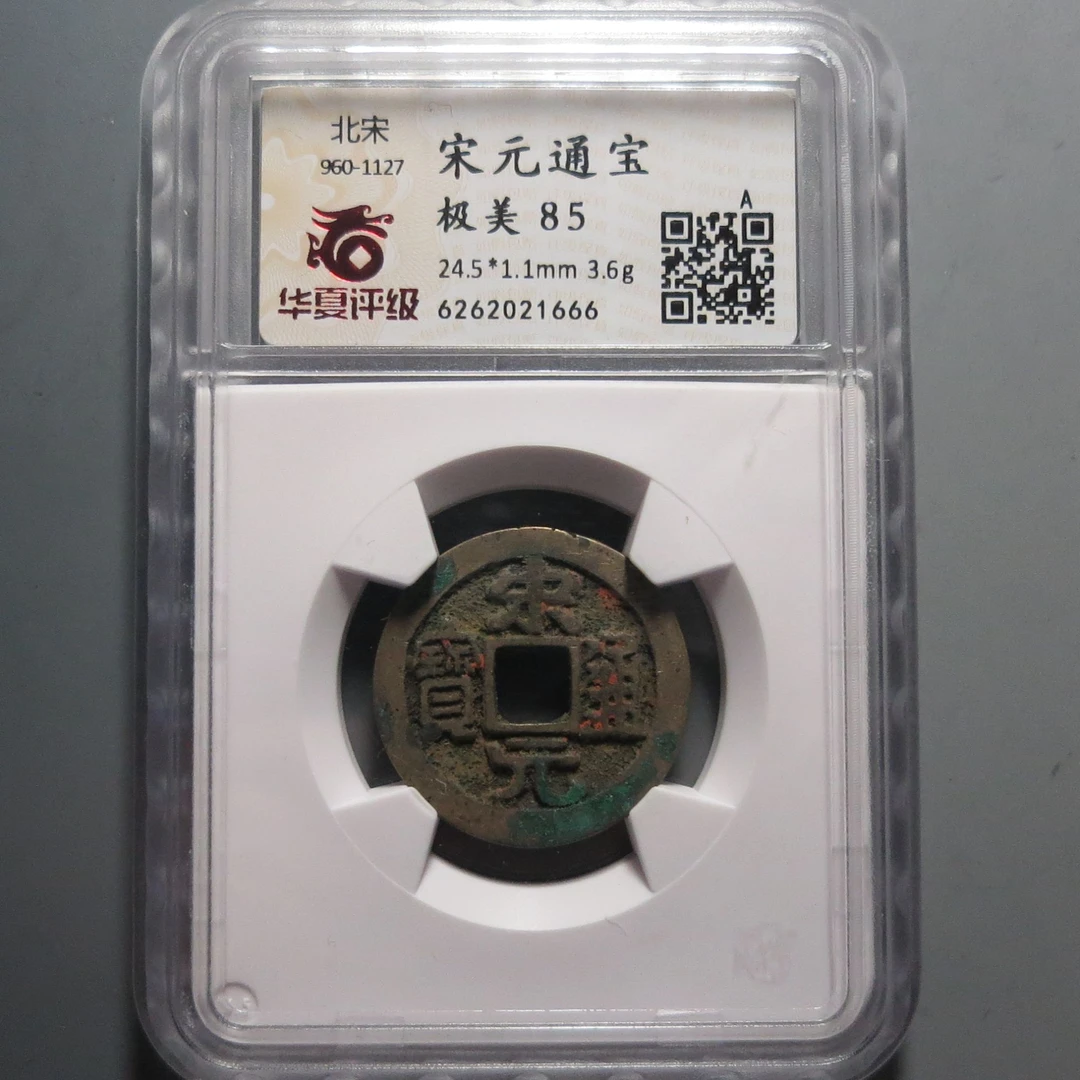 北宋
960-1127
华夏评级
宋元通宝
极美 85
24.5*1.1mm 3.6g
6262021666
A
宋元通寶